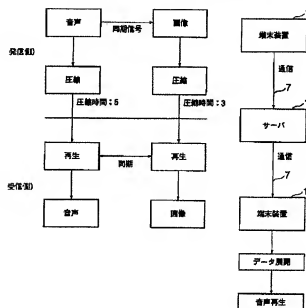 音声
同期信号
画像
発信側
圧縮
圧縮
圧縮時間：5
圧縮時間：3
受信側
再生
同期
再生
音声
画像
端末装置
通信
7
サーバ
通信
7
端末装置
データ展開
音声再生